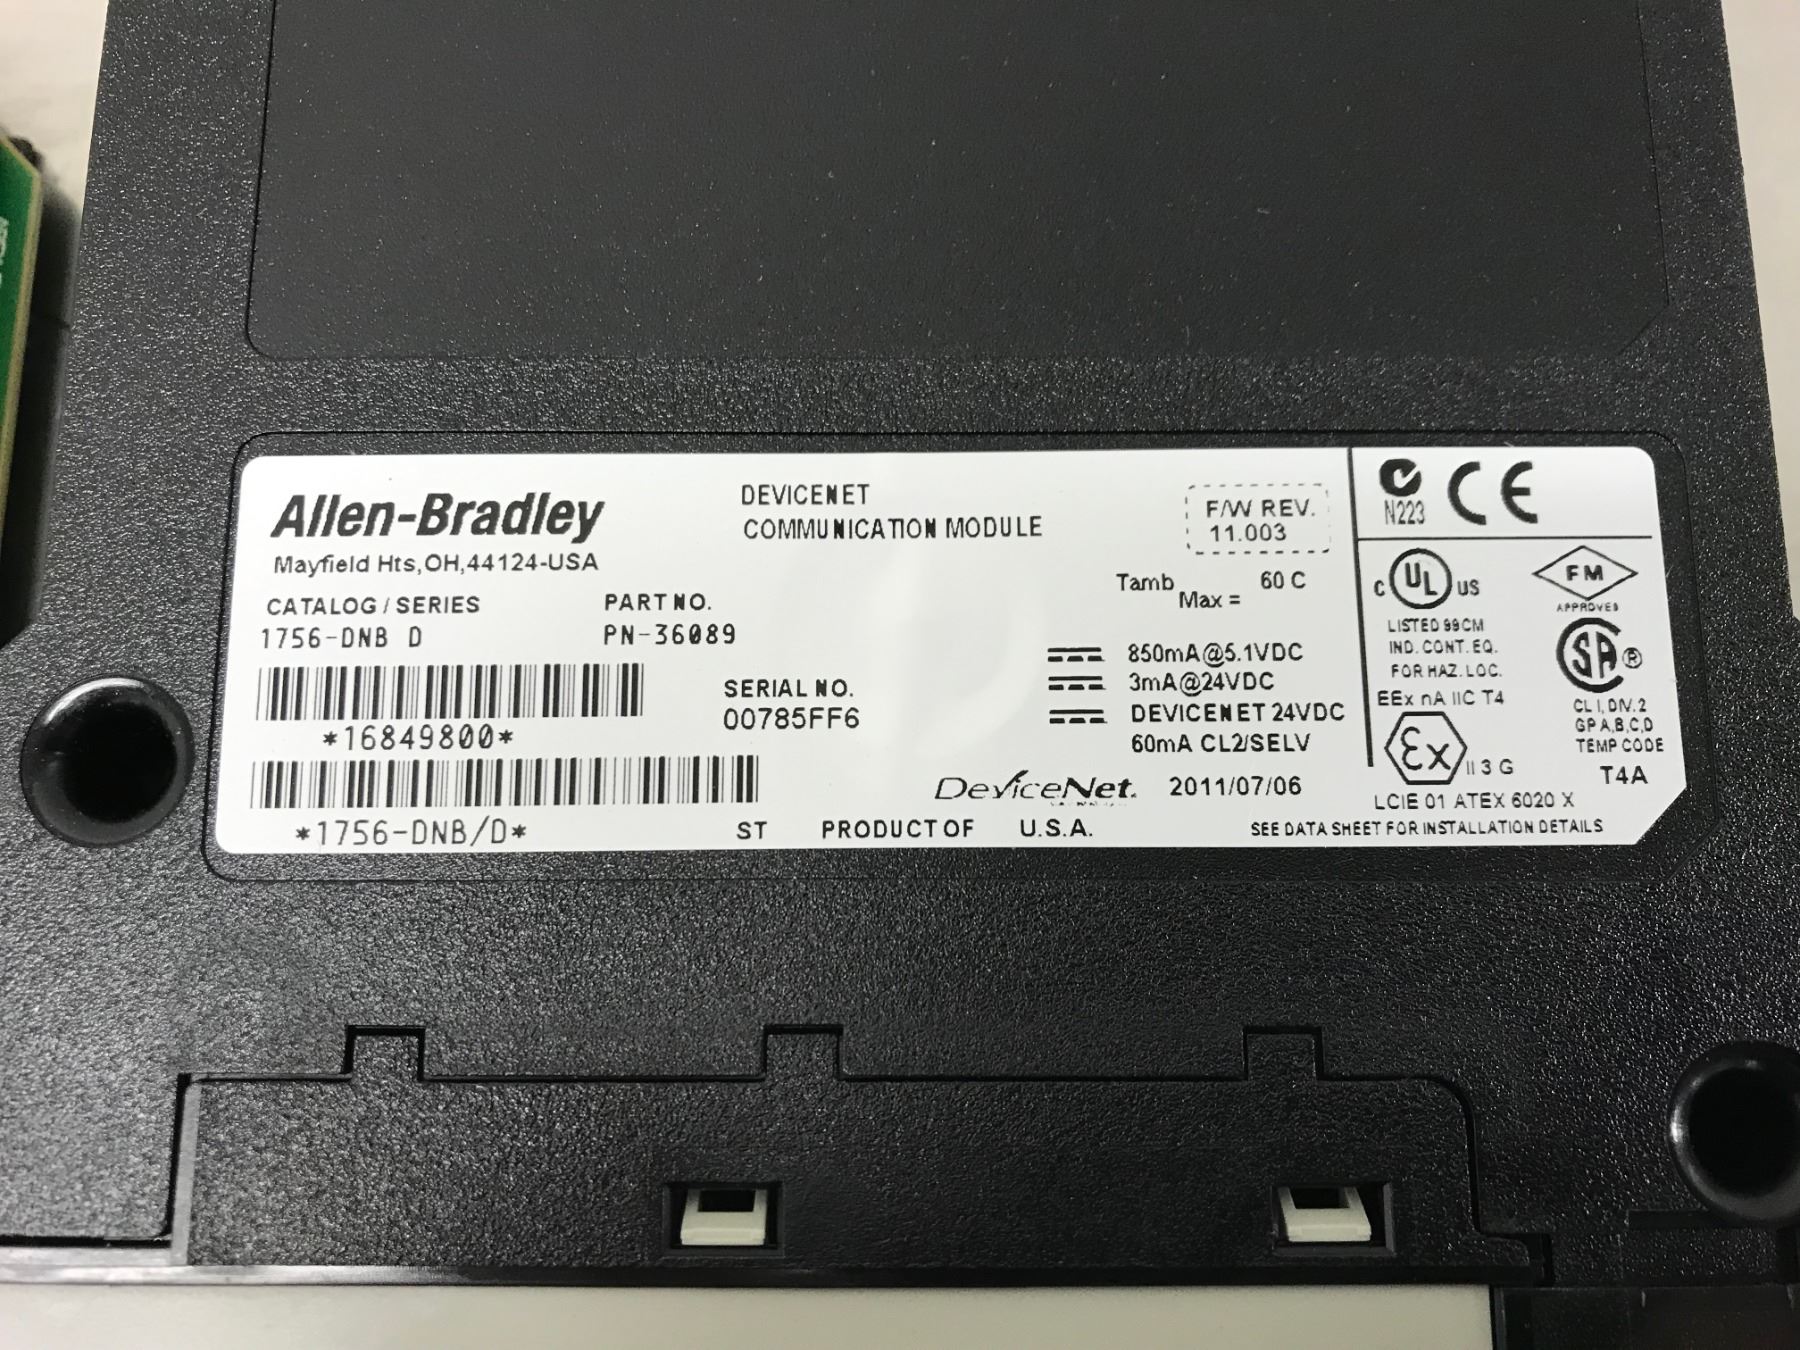 Allen-Bradley
Mayfield Hts,OH,44124-USA
CATALOG / SERIES
1756-DNB D
PART NO.
PN-36089
*16849800*
*1756-DNB/D*
DEVICENET
COMMUNICATION MODULE
SERIAL NO.
00785FF6
F/W REV.
11.003
Tamb Max = 60 C
850mA@5.1VDC
3mA@24VDC
DEVICENET 24VDC
60mA CL2/SELV
DeviceNet. 2011/07/06
ST PRODUCT OF U.S.A.
N223
CE
C UL US
LISTED 99CM
IND. CONT. EQ.
FOR HAZ. LOC.
EEx nA IIC T4
Ex II 3 G
LCIE 01 ATEX 6020 X
FM
APPROVED
SA ®
CL I, DIV. 2
GP A,B,C,D
TEMP CODE
T4A
SEE DATA SHEET FOR INSTALLATION DETAILS